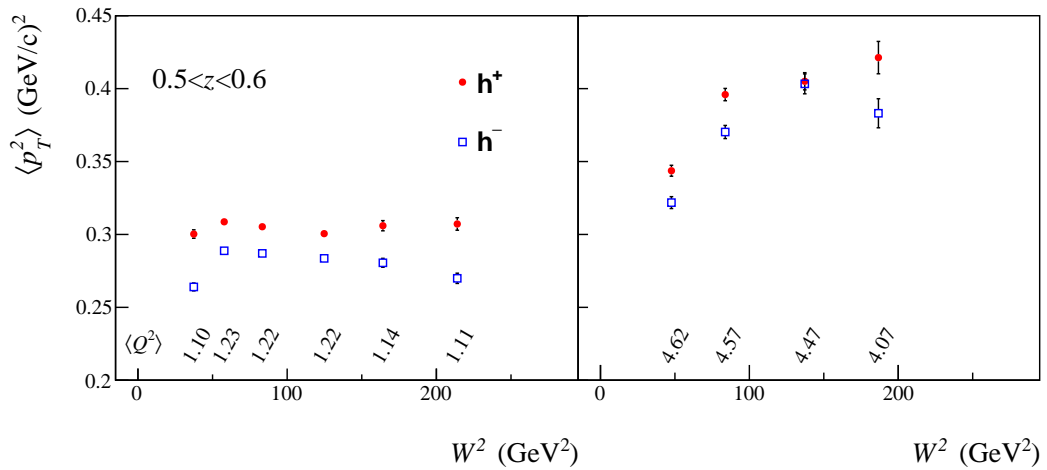 ⟨p_T^2⟩ (GeV/c)^2
0.45
0.4
0.35
0.3
0.25
0.2
0.5<z<0.6
h^+
h^−
⟨Q^2⟩ 1.10 1.23 1.22 1.22 1.14 1.11
4.62 4.57 4.47 4.07
0 100 200
0 100 200
W^2 (GeV^2)
W^2 (GeV^2)